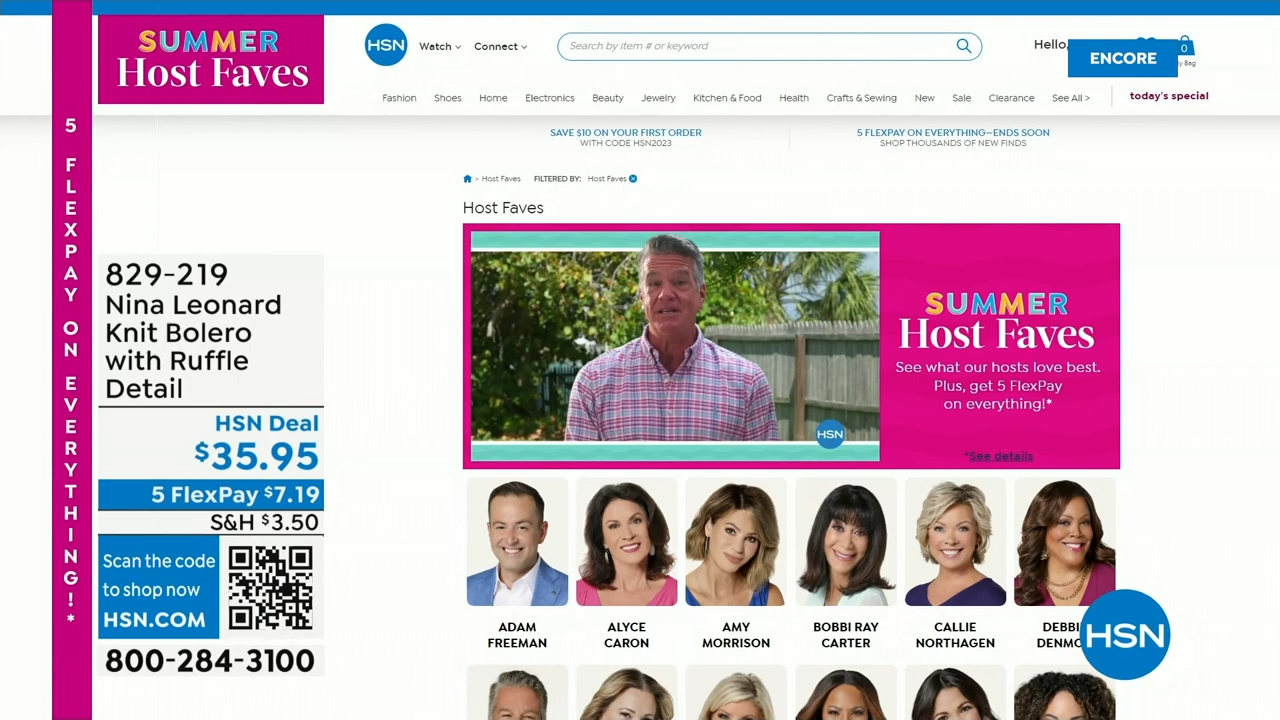 SUMMER
Host Faves
5 FLEXPAY ON EVERYTHING!*
829-219
Nina Leonard
Knit Bolero
with Ruffle
Detail
HSN Deal
$35.95
5 FlexPay $7.19
S&H $3.50
Scan the code
to shop now
HSN.COM
800-284-3100
HSN
Watch
Connect
Search by item # or keyword
Hello,
0
ENCORE
Bag
Fashion
Shoes
Home
Electronics
Beauty
Jewelry
Kitchen & Food
Health
Crafts & Sewing
New
Sale
Clearance
See All >
today's special
SAVE $10 ON YOUR FIRST ORDER
WITH CODE HSN2023
5 FLEXPAY ON EVERYTHING—ENDS SOON
SHOP THOUSANDS OF NEW FINDS
> Host Faves
FILTERED BY: Host Faves
Host Faves
HSN
SUMMER
Host Faves
See what our hosts love best.
Plus, get 5 FlexPay
on everything!*
*See details
ADAM
FREEMAN
ALYCE
CARON
AMY
MORRISON
BOBBI RAY
CARTER
CALLIE
NORTHAGEN
DEBBI
DENMO
HSN